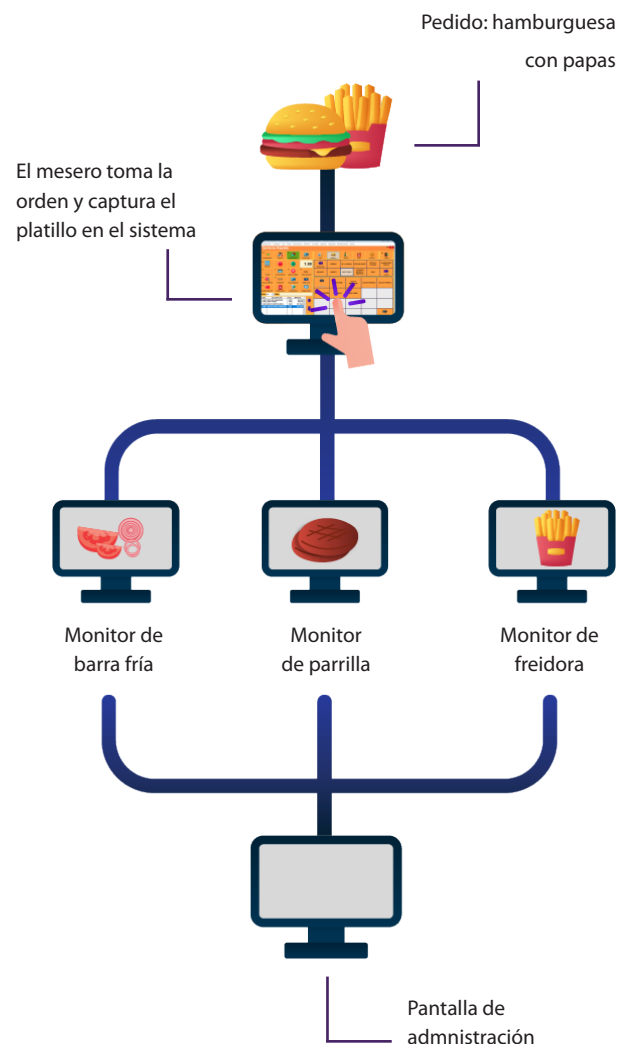 Pedido: hamburguesa
con papas
El mesero toma la
orden y captura el
platillo en el sistema
Monitor de
barra fría
Monitor
de parrilla
Monitor de
freidora
Pantalla de
admnistración